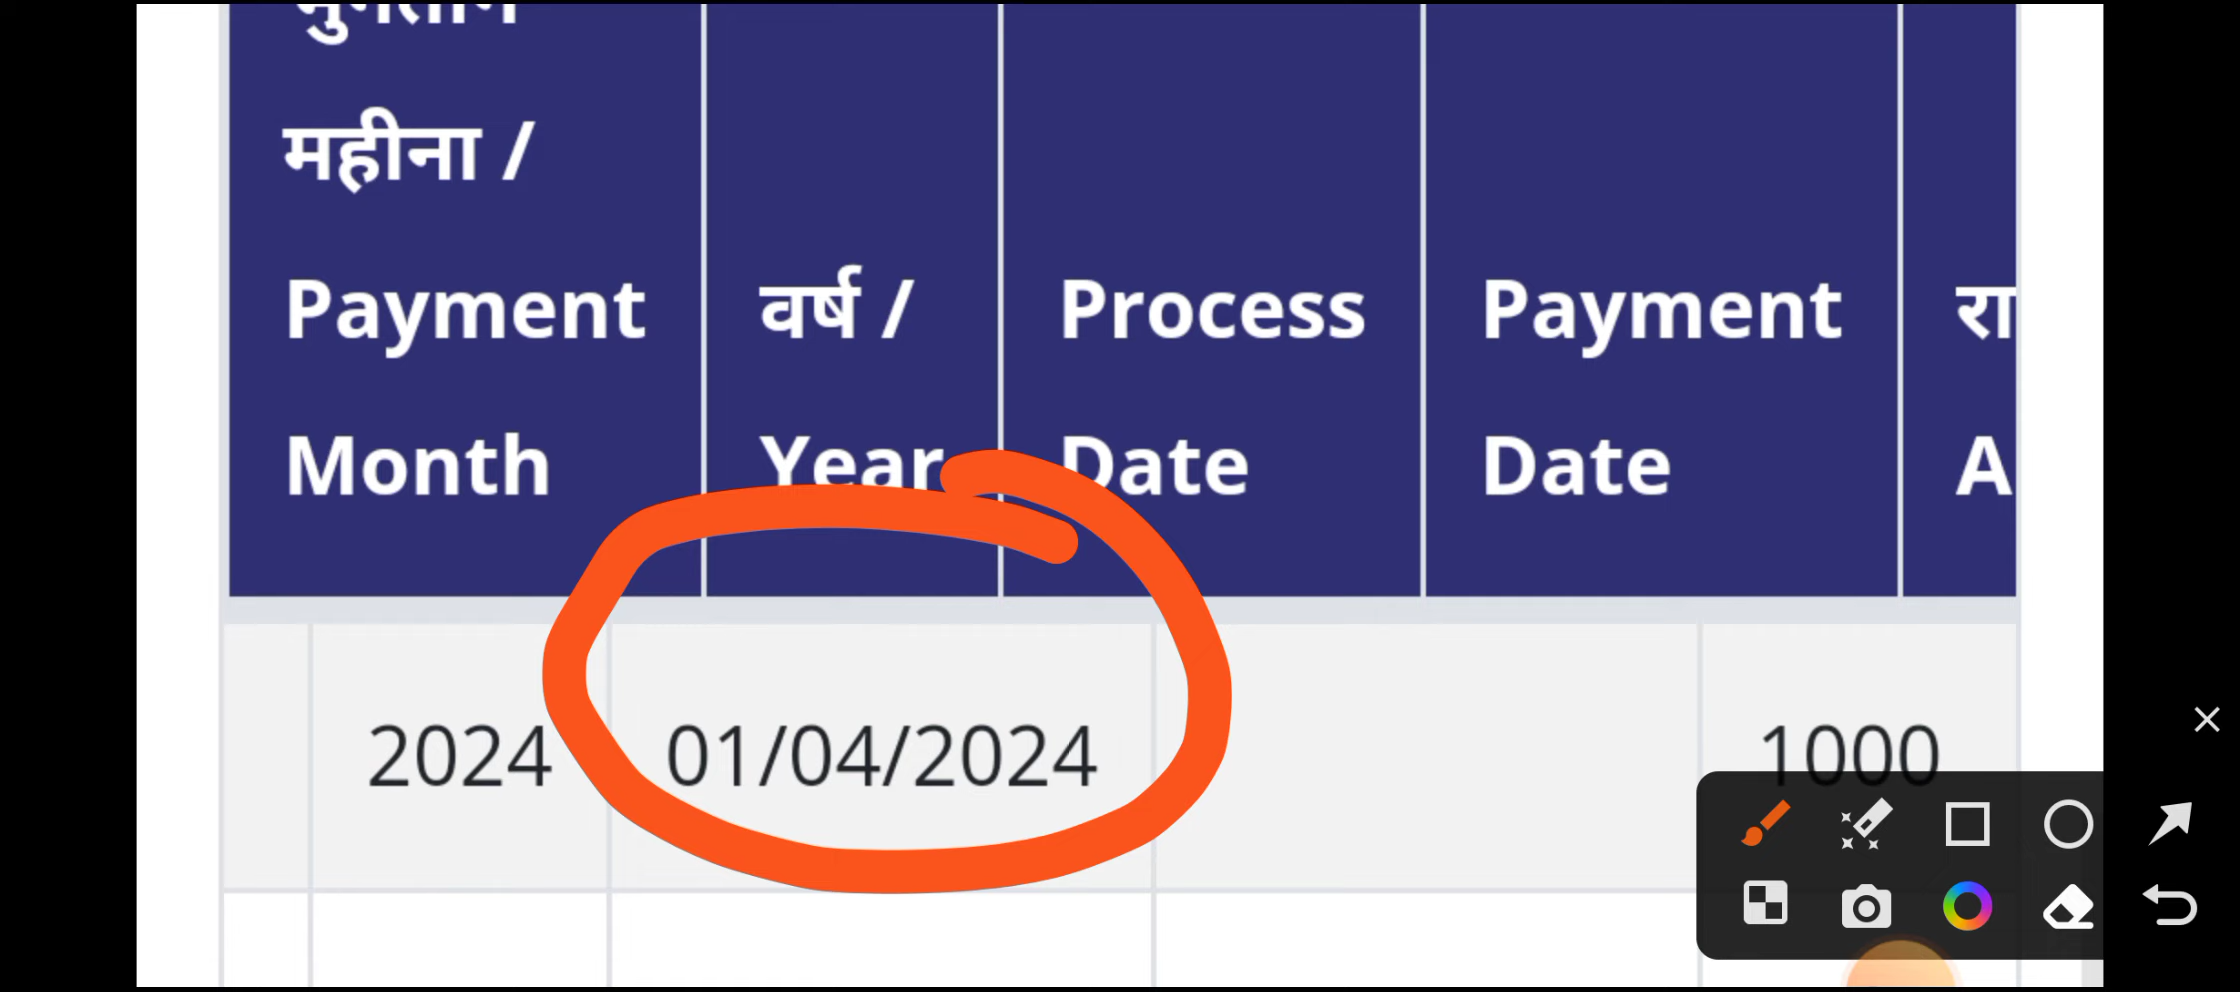 महीना /
Payment
Month
वर्ष /
Year
Process
Date
Payment
Date
रा
A
2024
01/04/2024
1000